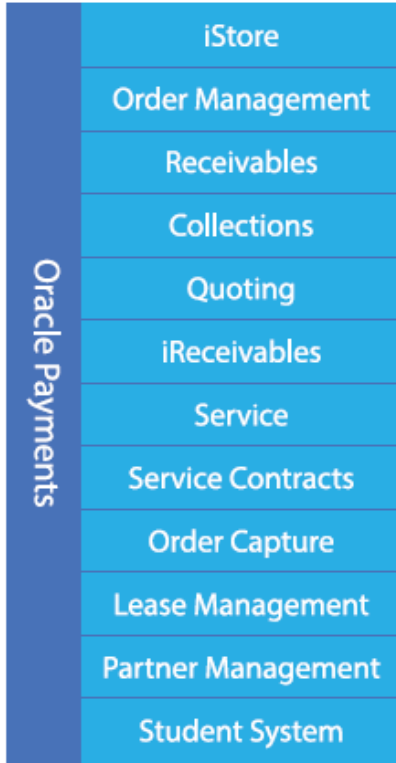 Oracle Payments
iStore
Order Management
Receivables
Collections
Quoting
iReceivables
Service
Service Contracts
Order Capture
Lease Management
Partner Management
Student System